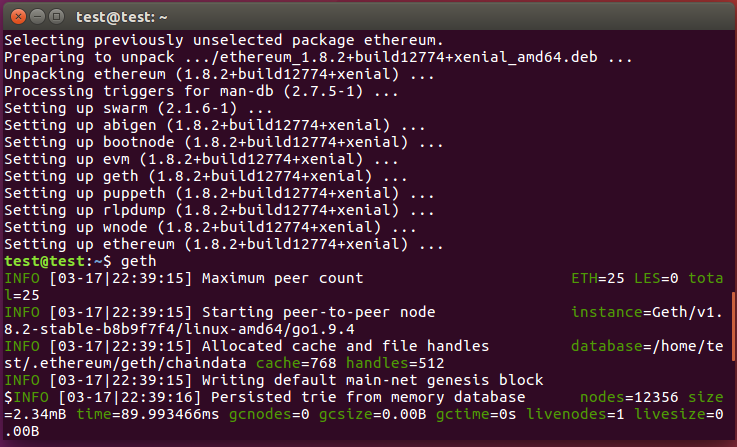 test@test: ~
Selecting previously unselected package ethereum.
Preparing to unpack .../ethereum_1.8.2+build12774+xenial_amd64.deb ...
Unpacking ethereum (1.8.2+build12774+xenial) ...
Processing triggers for man-db (2.7.5-1) ...
Setting up swarm (2.1.6-1) ...
Setting up abigen (1.8.2+build12774+xenial) ...
Setting up bootnode (1.8.2+build12774+xenial) ...
Setting up evm (1.8.2+build12774+xenial) ...
Setting up geth (1.8.2+build12774+xenial) ...
Setting up puppeth (1.8.2+build12774+xenial) ...
Setting up rlpdump (1.8.2+build12774+xenial) ...
Setting up wnode (1.8.2+build12774+xenial) ...
Setting up ethereum (1.8.2+build12774+xenial) ...
test@test:~$ geth
INFO [03-17|22:39:15] Maximum peer count                       ETH=25 LES=0 tota
l=25
INFO [03-17|22:39:15] Starting peer-to-peer node               instance=Geth/v1.
8.2-stable-b8b9f7f4/linux-amd64/go1.9.4
INFO [03-17|22:39:15] Allocated cache and file handles         database=/home/te
st/.ethereum/geth/chaindata cache=768 handles=512
INFO [03-17|22:39:15] Writing default main-net genesis block
$INFO [03-17|22:39:16] Persisted trie from memory database      nodes=12356 size
=2.34mB time=89.993466ms gcnodes=0 gcsize=0.00B gctime=0s livenodes=1 livesize=0
.00B